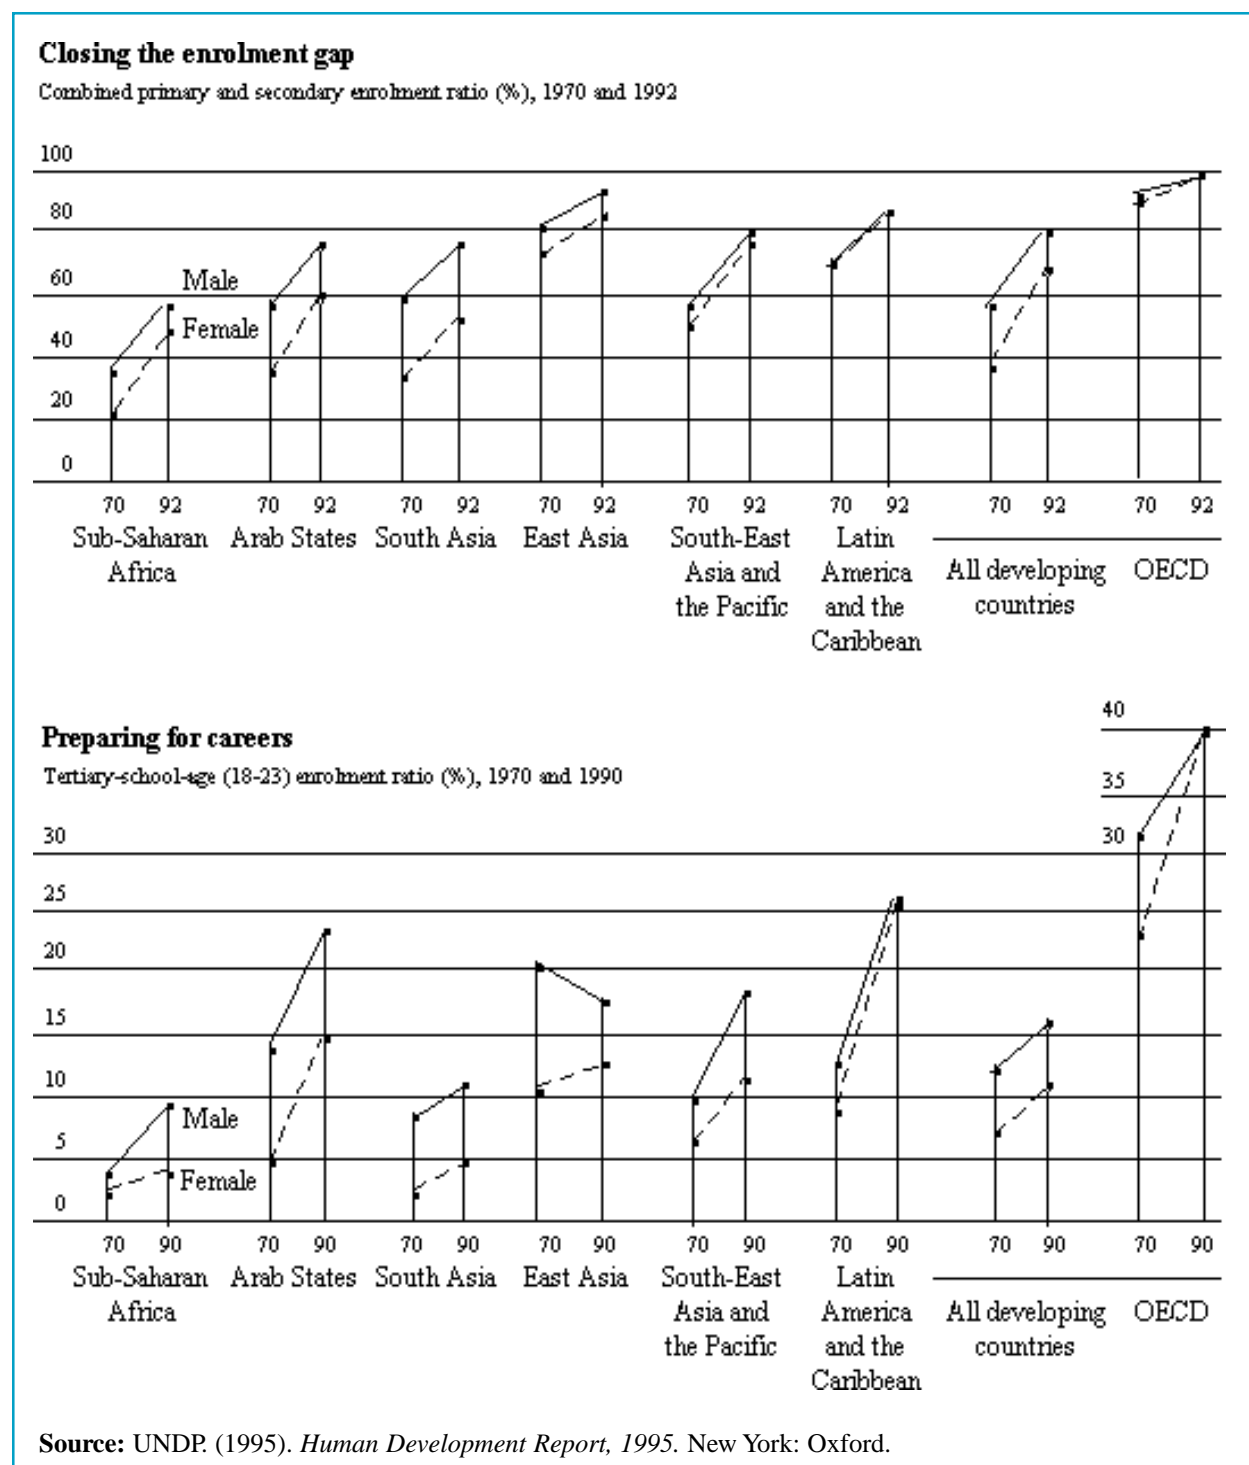 Closing the enrolment gap
Combined primary and secondary enrolment ratio (%), 1970 and 1992
100
80
60
40
20
0
Male
Female
70 92 70 92 70 92 70 92 70 92 70 92 70 92 70 92
Sub-Saharan Arab States South Asia East Asia South-East Latin
Africa Asia and America All developing OECD
the Pacific and the countries
Caribbean
Preparing for careers
Tertiary-school-age (18-23) enrolment ratio (%), 1970 and 1990
40
35
30
30
25
20
15
10
5
0
Male
Female
70 90 70 90 70 90 70 90 70 90 70 90 70 90 70 90
Sub-Saharan Arab States South Asia East Asia South-East Latin
Africa Asia and America All developing OECD
the Pacific and the countries
Caribbean
Source: UNDP. (1995). Human Development Report, 1995. New York: Oxford.